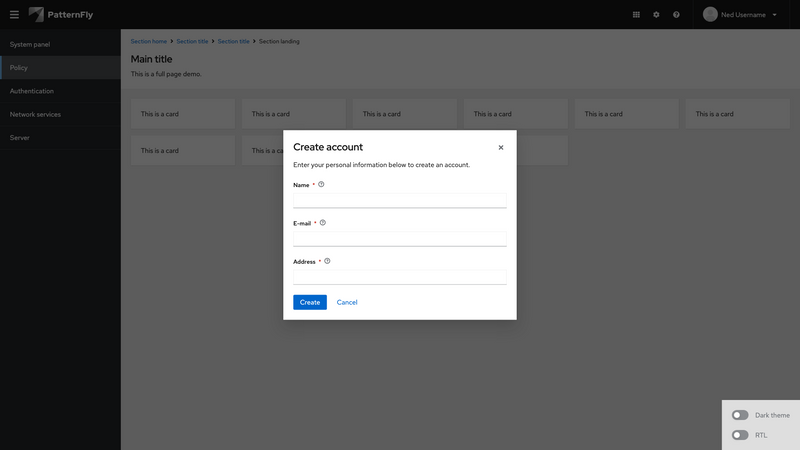 PatternFly
Ned Username
System panel
Policy
Authentication
Network services
Server
Section home > Section title > Section title > Section landing
Main title
This is a full page demo.
This is a card This is a card This is a card This is a card This is a card This is a card
This is a card This is a ca
Create account
Enter your personal information below to create an account.
Name *
E-mail *
Address *
Create Cancel
Dark theme
RTL